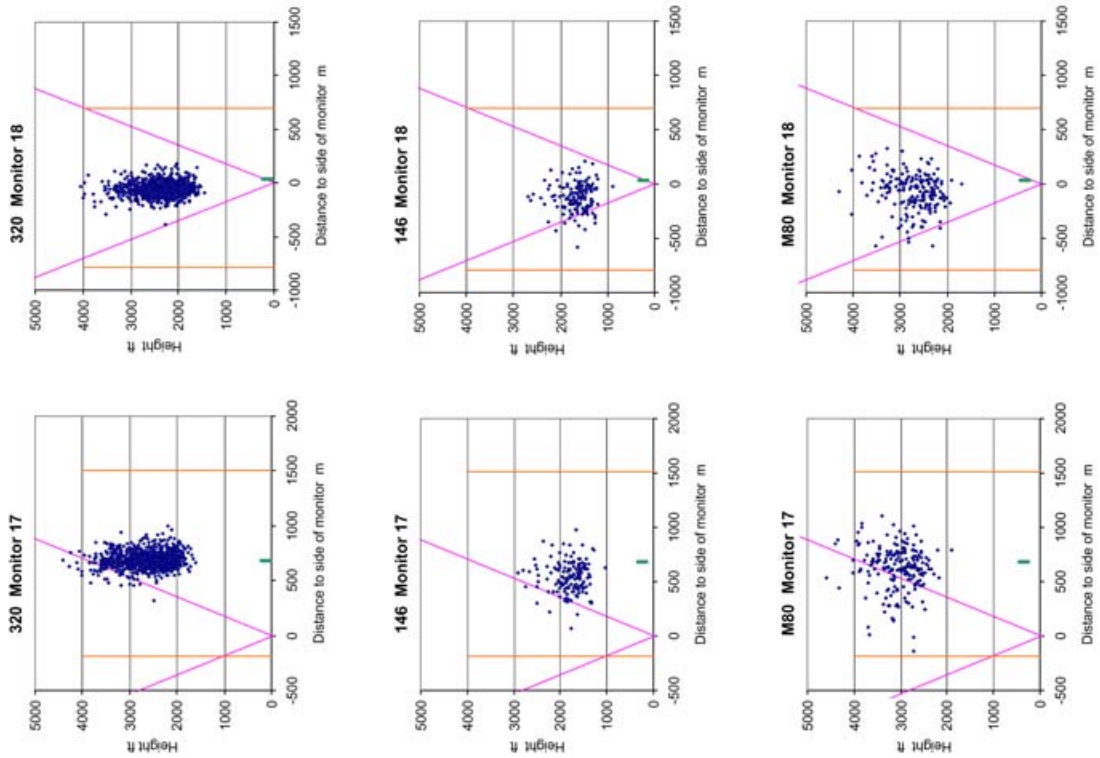 320 Monitor 17
5000
4000
3000
2000
1000
0
Height ft
-500 0 500 1000 1500 2000
Distance to side of monitor m
320 Monitor 18
5000
4000
3000
2000
1000
0
Height ft
-1000 -500 0 500 1000 1500
Distance to side of monitor m
146 Monitor 17
5000
4000
3000
2000
1000
0
Height ft
-500 0 500 1000 1500 2000
Distance to side of monitor m
146 Monitor 18
5000
4000
3000
2000
1000
0
Height ft
-1000 -500 0 500 1000 1500
Distance to side of monitor m
M80 Monitor 17
5000
4000
3000
2000
1000
0
Height ft
-500 0 500 1000 1500 2000
Distance to side of monitor m
M80 Monitor 18
5000
4000
3000
2000
1000
0
Height ft
-1000 -500 0 500 1000 1500
Distance to side of monitor m